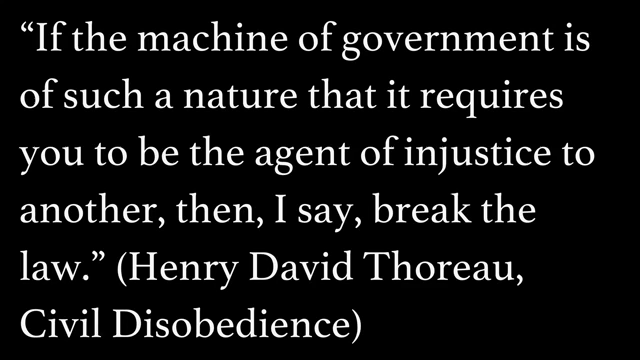 “If the machine of government is
of such a nature that it requires
you to be the agent of injustice to
another, then, I say, break the
law.” (Henry David Thoreau,
Civil Disobedience)